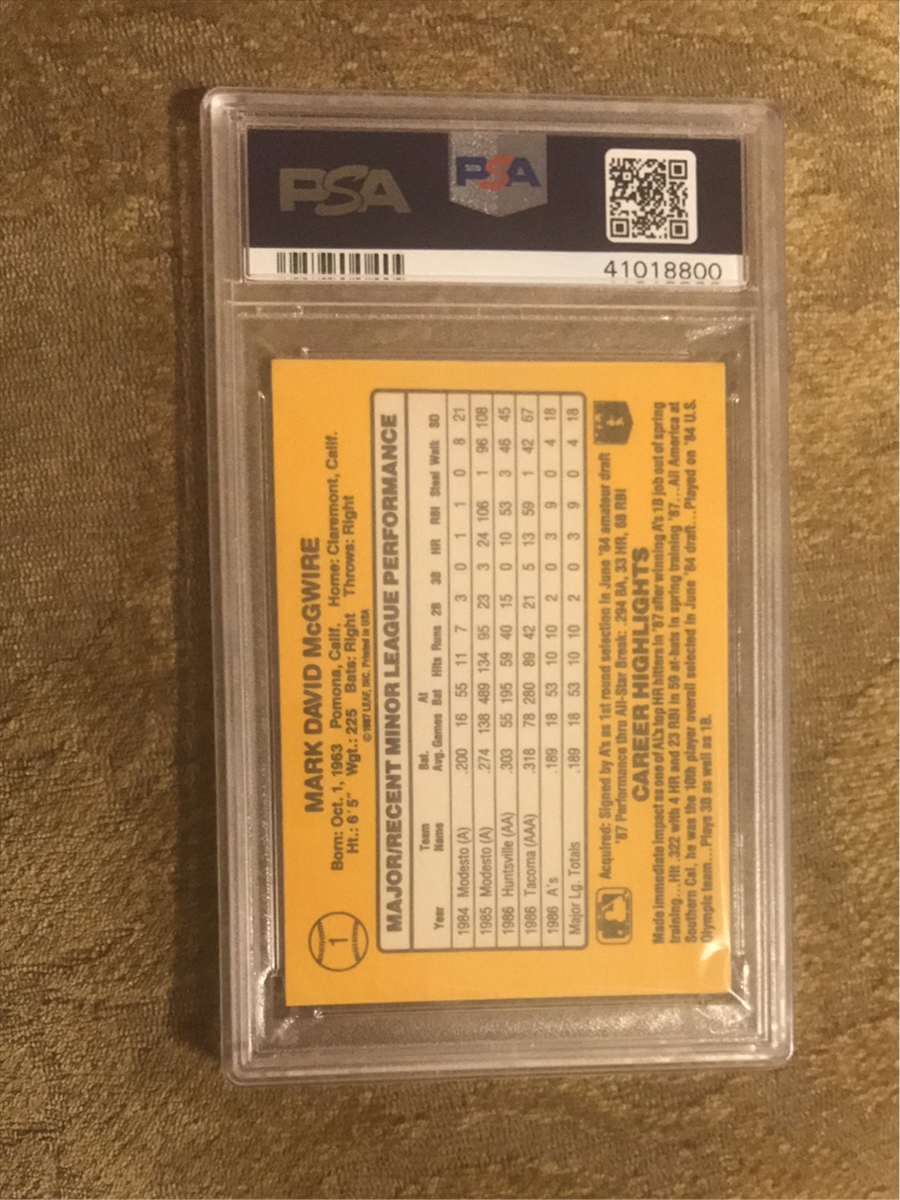 PSA
PSA
41018800
1
MARK DAVID McGWIRE
Born: Oct. 1, 1963 Pomona, Calif. Home: Claremont, Calif.
Ht.: 6'5" Wgt.: 225 Bats: Right Throws: Right
©1987 LEAF, INC. Printed in USA
MAJOR/RECENT MINOR LEAGUE PERFORMANCE
Team Bat. At
Year Name Avg. Games Bat Hits Runs 2B 3B HR RBI Steal Walk SO
1984 Modesto (A) .200 16 55 11 7 3 0 1 1 0 8 21
1985 Modesto (A) .274 138 489 134 95 23 3 24 106 1 96 108
1986 Huntsville (AA) .303 55 195 59 40 15 0 10 53 3 46 45
1986 Tacoma (AAA) .318 78 280 89 42 21 5 13 59 1 42 67
1986 A's .189 18 53 10 10 2 0 3 9 0 4 18
Major Lg. Totals .189 18 53 10 10 2 0 3 9 0 4 18
Acquired: Signed by A's as 1st round selection in June '84 amateur draft
'87 Performance thru All-Star Break: .294 BA, 33 HR, 68 RBI
CAREER HIGHLIGHTS
Made immediate impact as one of AL's top HR hitters in '87 after winning A's 1B job out of spring
training...Hit .322 with 4 HR and 23 RBI in 59 at-bats in spring training '87...All America at
Southern Cal, he was the 10th player overall selected in June '84 draft...Played on '84 U.S.
Olympic team...Plays 3B as well as 1B.